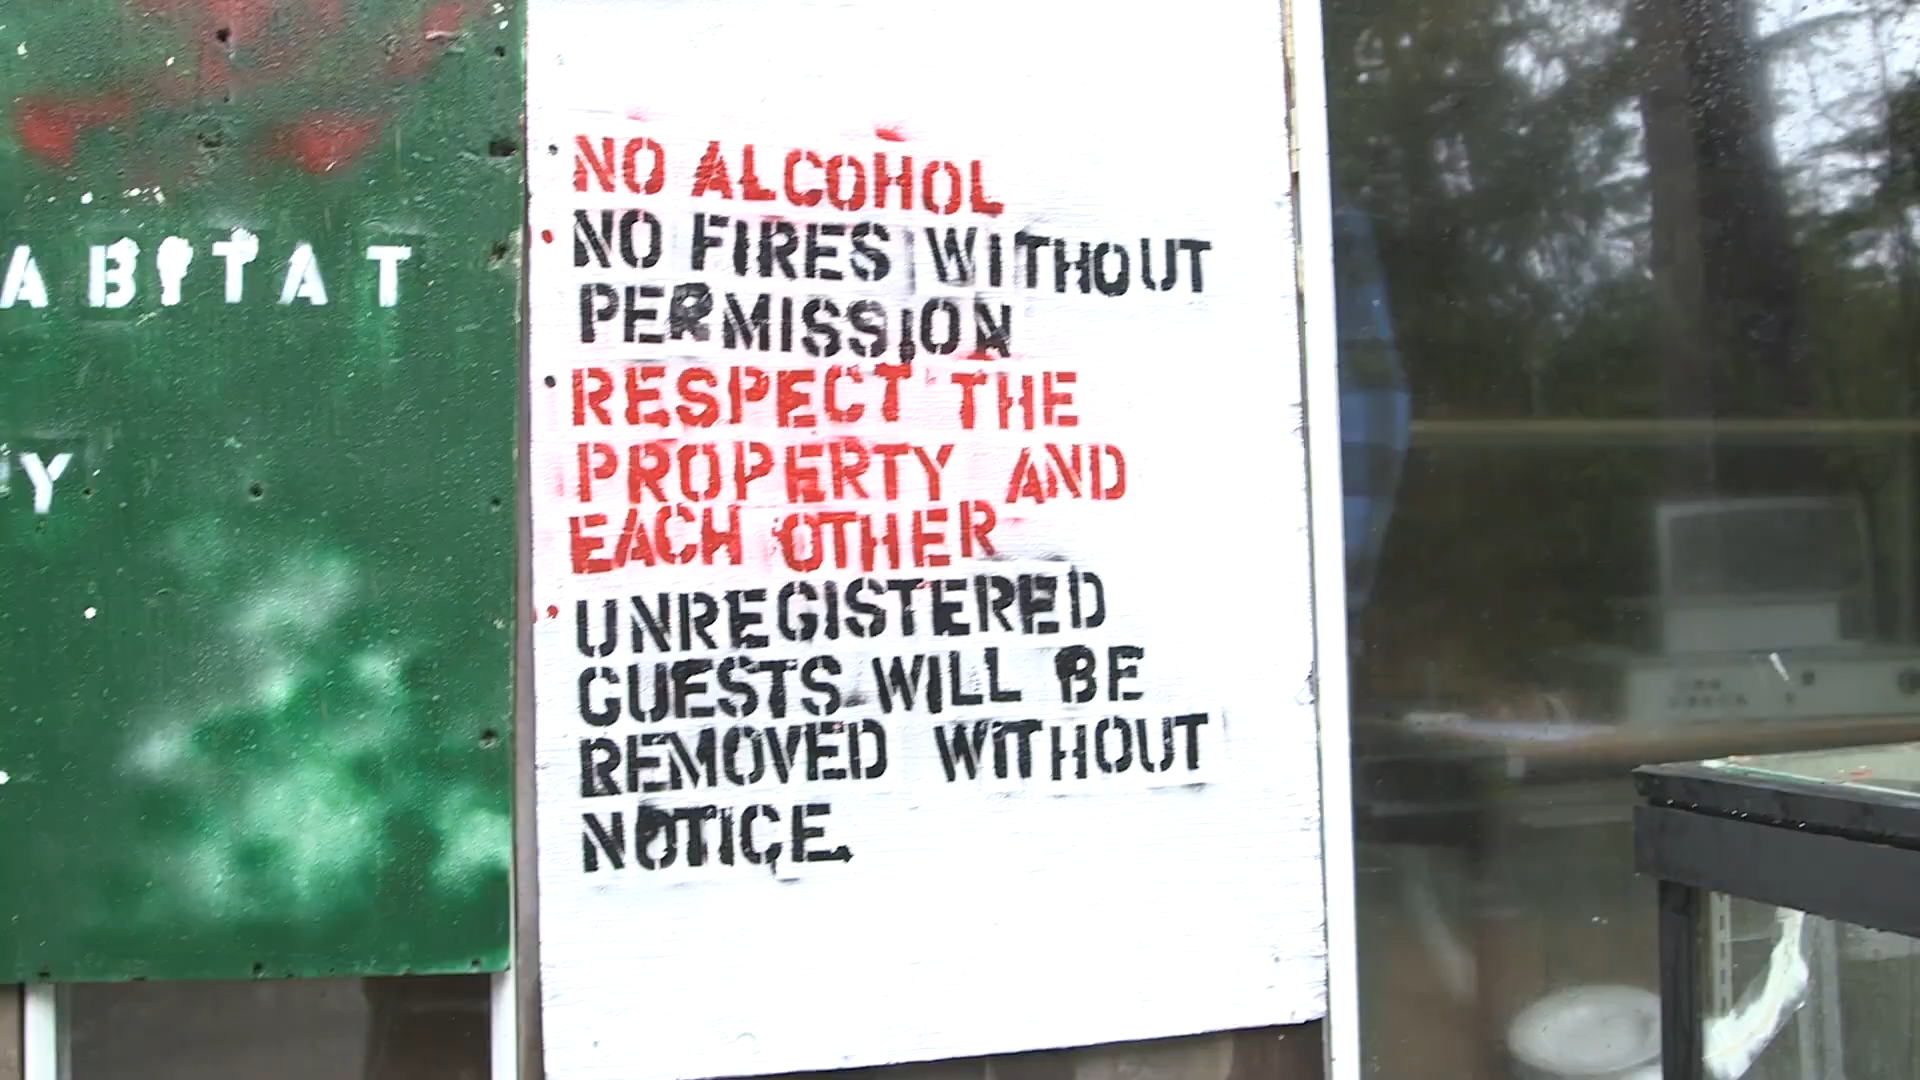 ABITAT
Y
NO ALCOHOL
NO FIRES WITHOUT
PERMISSION
RESPECT THE
PROPERTY AND
EACH OTHER
UNREGISTERED
GUESTS WILL BE
REMOVED WITHOUT
NOTICE.